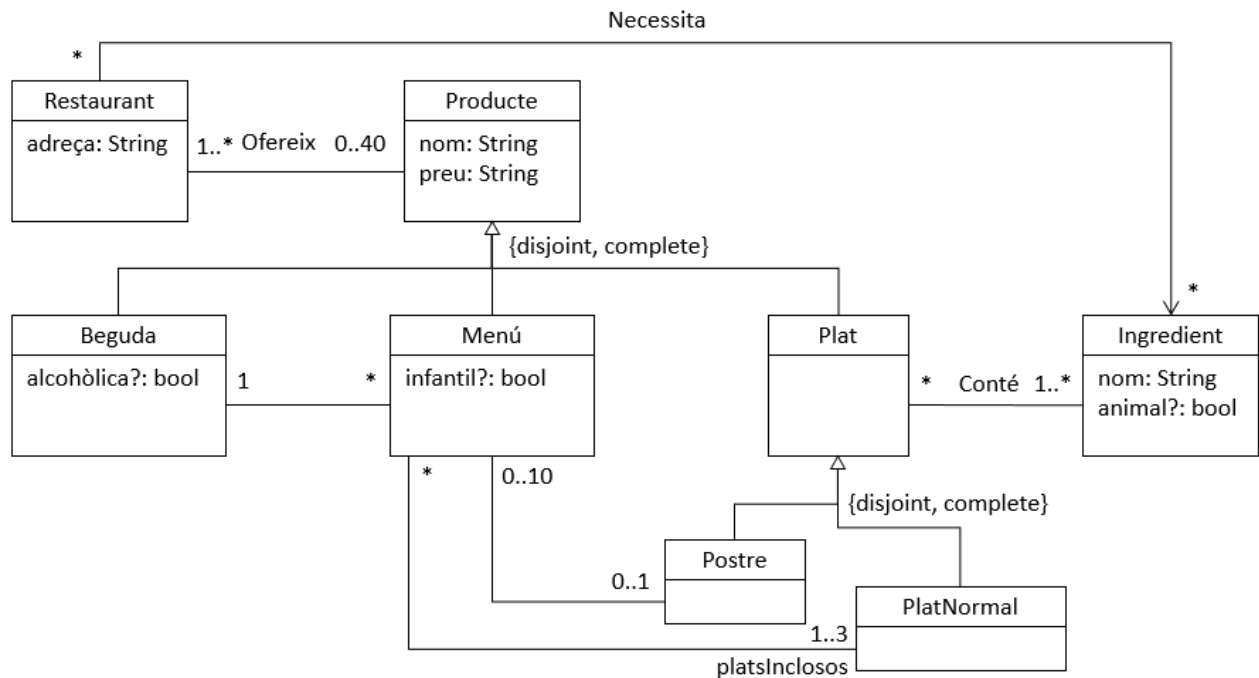 Necessita
*
Restaurant
adreça: String
1..* Ofereix 0..40
Producte
nom: String
preu: String
{disjoint, complete}
*
Beguda
alcohòlica?: bool
1
*
Menú
infantil?: bool
Plat
* Conté 1..*
Ingredient
nom: String
animal?: bool
*
0..10
{disjoint, complete}
Postre
0..1
PlatNormal
1..3
platsInclosos